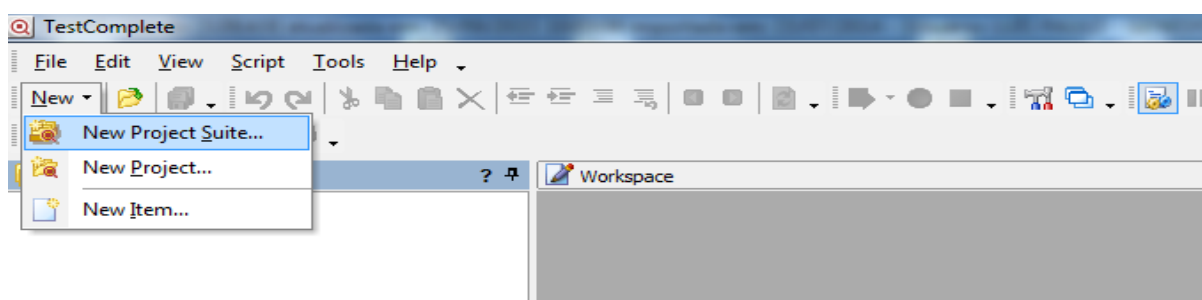 TestComplete
File Edit View Script Tools Help
New
New Project Suite...
New Project...
? Workspace
New Item...